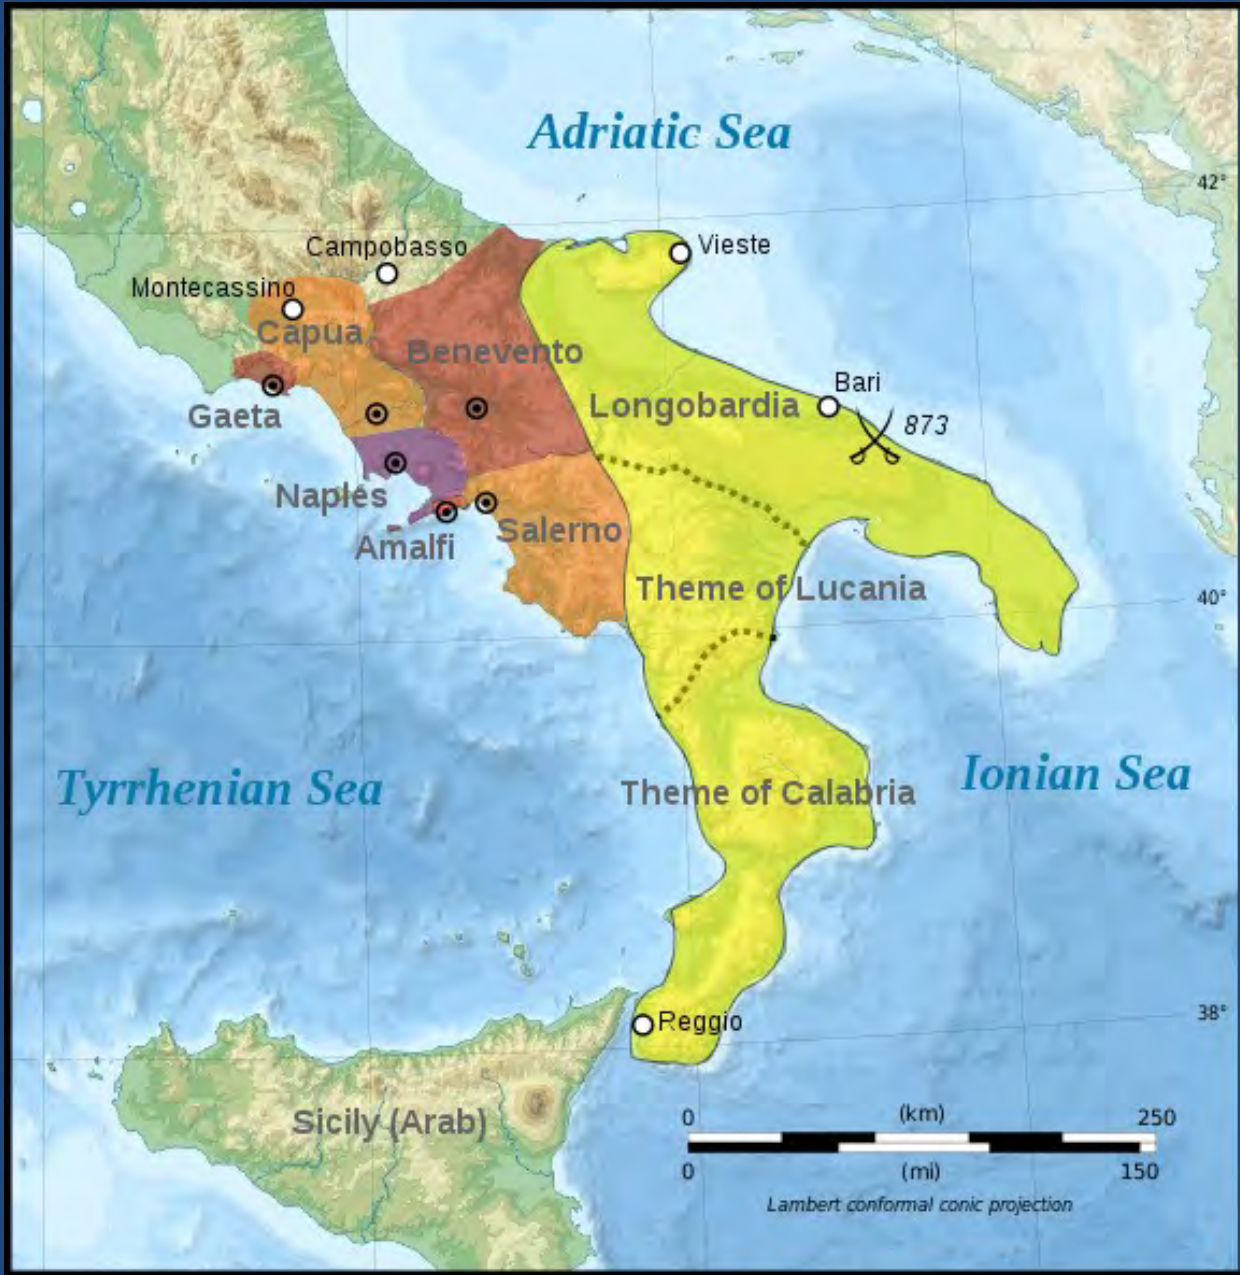 Adriatic Sea
42°
Campobasso
Vieste
Montecassino
Capua
Benevento
Bari
Gaeta
Longobardia
873
Naples
Salerno
Amalfi
Theme of Lucania
40°
Tyrrhenian Sea
Ionian Sea
Theme of Calabria
38°
Reggio
Sicily (Arab)
0 (km) 250
0 (mi) 150
Lambert conformal conic projection